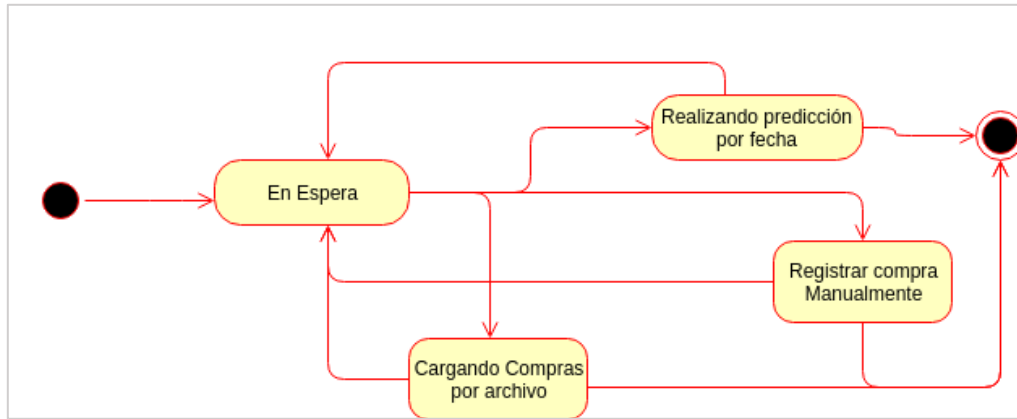 Realizando predicción
por fecha
En Espera
Registrar compra
Manualmente
Cargando Compras
por archivo